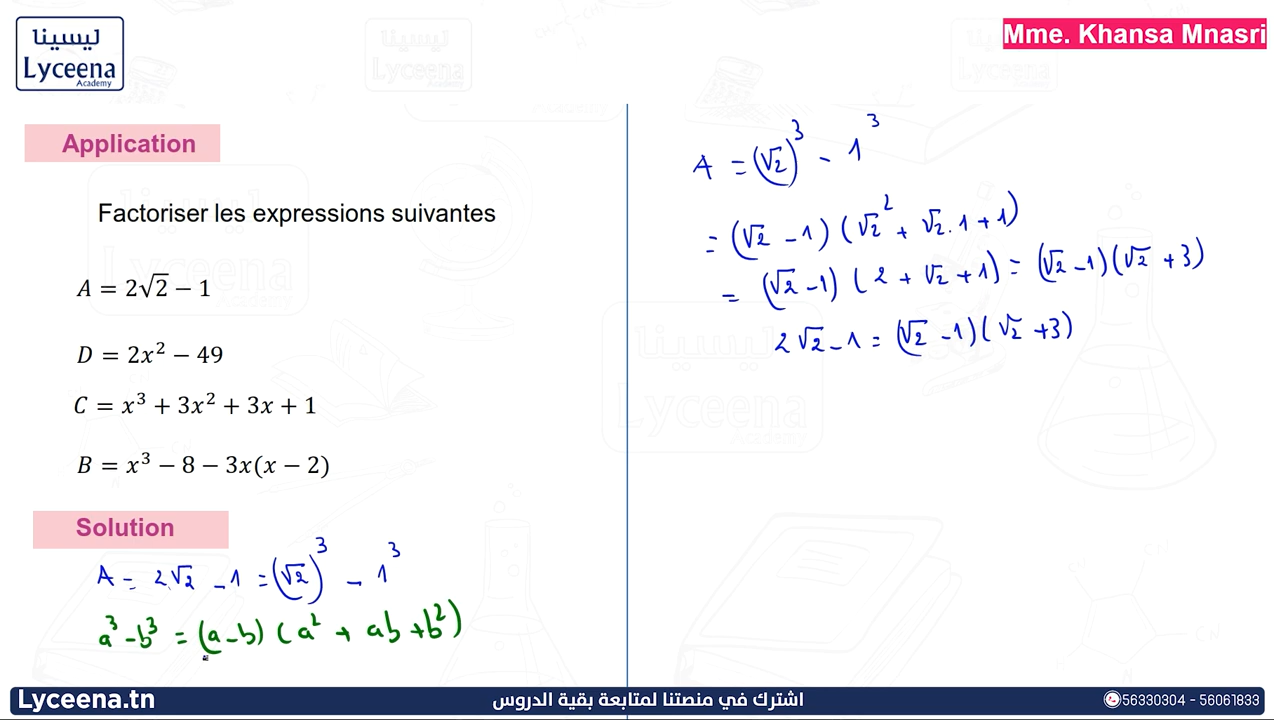 ليسينا
Lyceena
Academy
Mme. Khansa Mnasri
Application
Factoriser les expressions suivantes
A = 2√2 − 1
D = 2x² − 49
C = x³ + 3x² + 3x + 1
B = x³ − 8 − 3x(x − 2)
Solution
A = 2√2 − 1 = (√2)³ − 1³
a³ − b³ = (a − b) (a² + ab + b²)
A = (√2)³ − 1³
= (√2 − 1) (√2² + √2 . 1 + 1)
= (√2 − 1) (2 + √2 + 1) = (√2 − 1)(√2 + 3)
2√2 − 1 = (√2 − 1)(√2 + 3)
Lyceena.tn
اشترك في منصتنا لمتابعة بقية الدروس
56330304 - 56061833